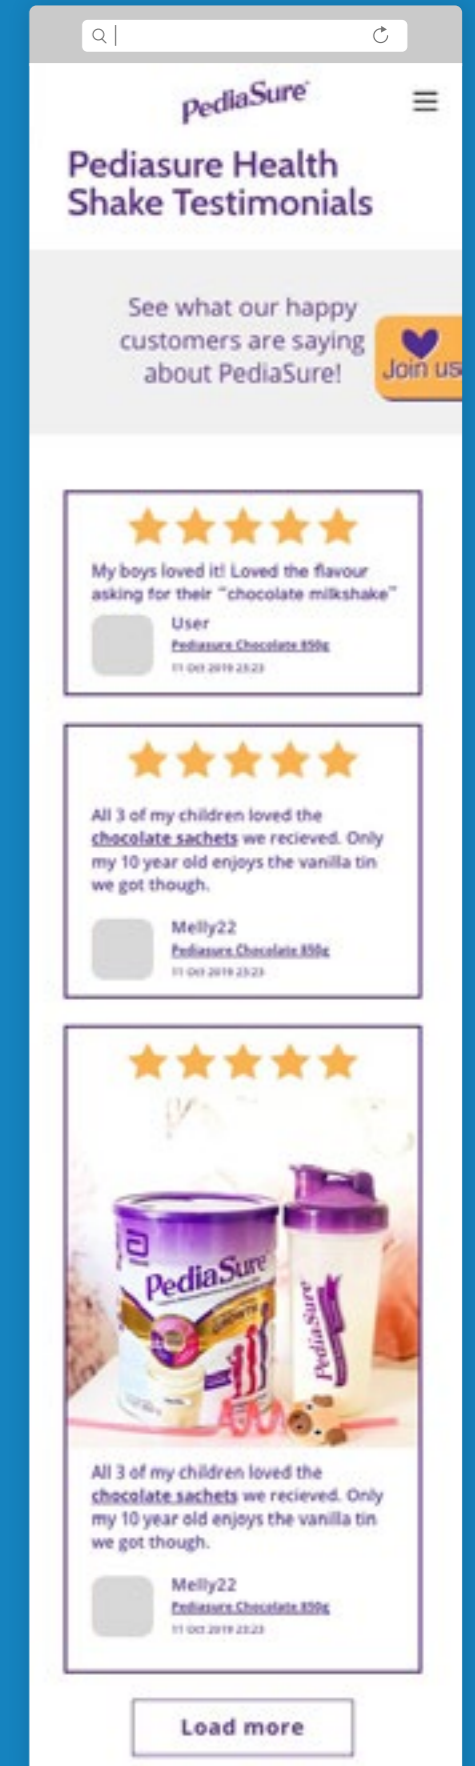 PediaSure
Pediasure Health
Shake Testimonials
See what our happy
customers are saying
about PediaSure!
Join us
My boys loved it! Loved the flavour
asking for their "chocolate milkshake"
User
Pediasure Chocolate 850g
11 Oct 2019 23:23
All 3 of my children loved the
chocolate sachets we recieved. Only
my 10 year old enjoys the vanilla tin
we got though.
Melly22
Pediasure Chocolate 850g
11 Oct 2019 23:23
PediaSure
GROWTH
PediaSure
All 3 of my children loved the
chocolate sachets we recieved. Only
my 10 year old enjoys the vanilla tin
we got though.
Melly22
Pediasure Chocolate 850g
11 Oct 2019 23:23
Load more